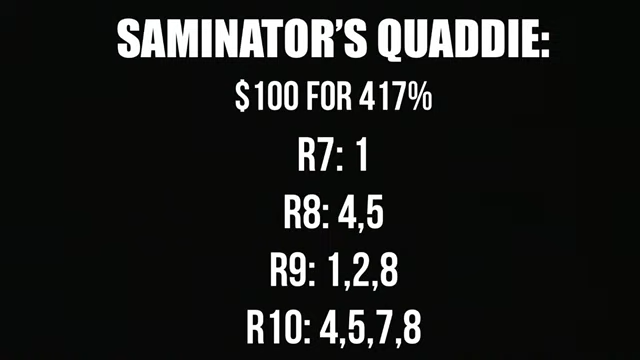 SAMINATOR'S QUADDIE:
$100 FOR 417%
R7: 1
R8: 4,5
R9: 1,2,8
R10: 4,5,7,8